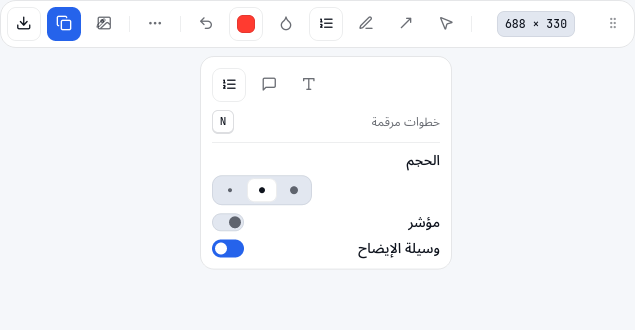 688 × 330
خطوات مرقمة
N
الحجم
مؤشر
وسيلة الإيضاح